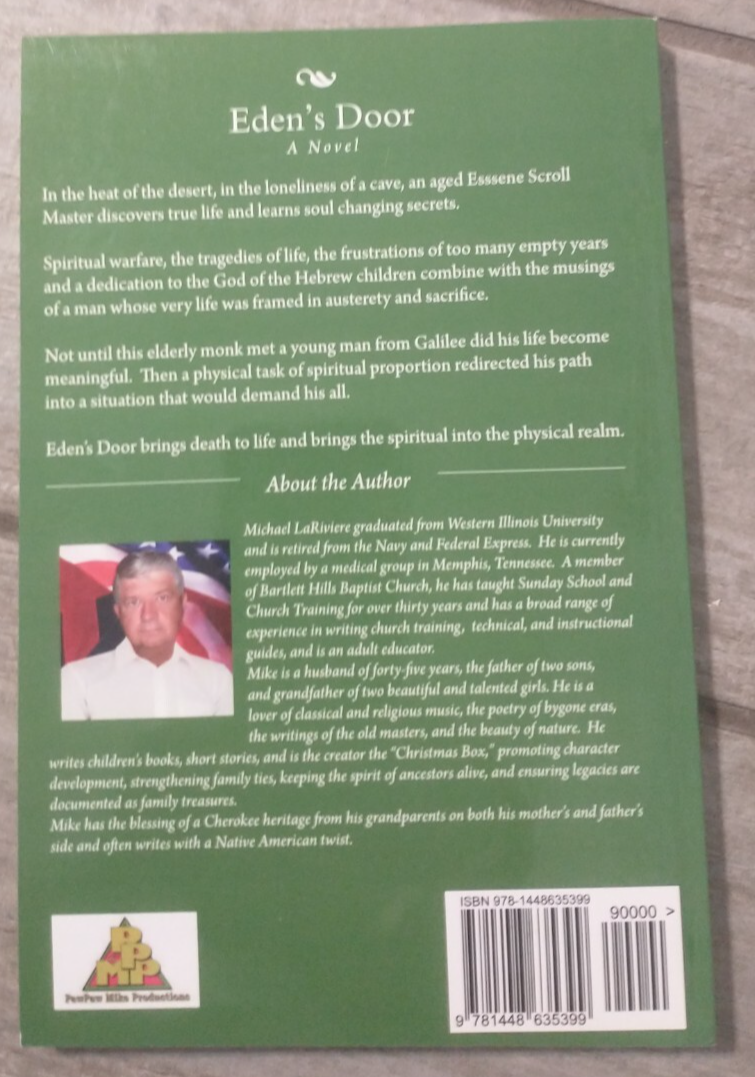 Eden's Door
A Novel
In the heat of the desert, in the loneliness of a cave, an aged Esssene Scroll
Master discovers true life and learns soul changing secrets.
Spiritual warfare, the tragedies of life, the frustrations of too many empty years
and a dedication to the God of the Hebrew children combine with the musings
of a man whose very life was framed in austerety and sacrifice.
Not until this elderly monk met a young man from Galilee did his life become
meaningful. Then a physical task of spiritual proportion redirected his path
into a situation that would demand his all.
Eden's Door brings death to life and brings the spiritual into the physical realm.
About the Author
Michael LaRiviere graduated from Western Illinois University
and is retired from the Navy and Federal Express. He is currently
employed by a medical group in Memphis, Tennessee. A member
of Bartlett Hills Baptist Church, he has taught Sunday School and
Church Training for over thirty years and has a broad range of
experience in writing church training, technical, and instructional
guides, and is an adult educator.
Mike is a husband of forty-five years, the father of two sons,
and grandfather of two beautiful and talented girls. He is a
lover of classical and religious music, the poetry of bygone eras,
the writings of the old masters, and the beauty of nature. He
writes children's books, short stories, and is the creator the "Christmas Box," promoting character
development, strengthening family ties, keeping the spirit of ancestors alive, and ensuring legacies are
documented as family treasures.
Mike has the blessing of a Cherokee heritage from his grandparents on both his mother's and father's
side and often writes with a Native American twist.
P
P
MP
PawPaw Mike Productions
ISBN 978-1448635399
90000 >
9 781448 635399